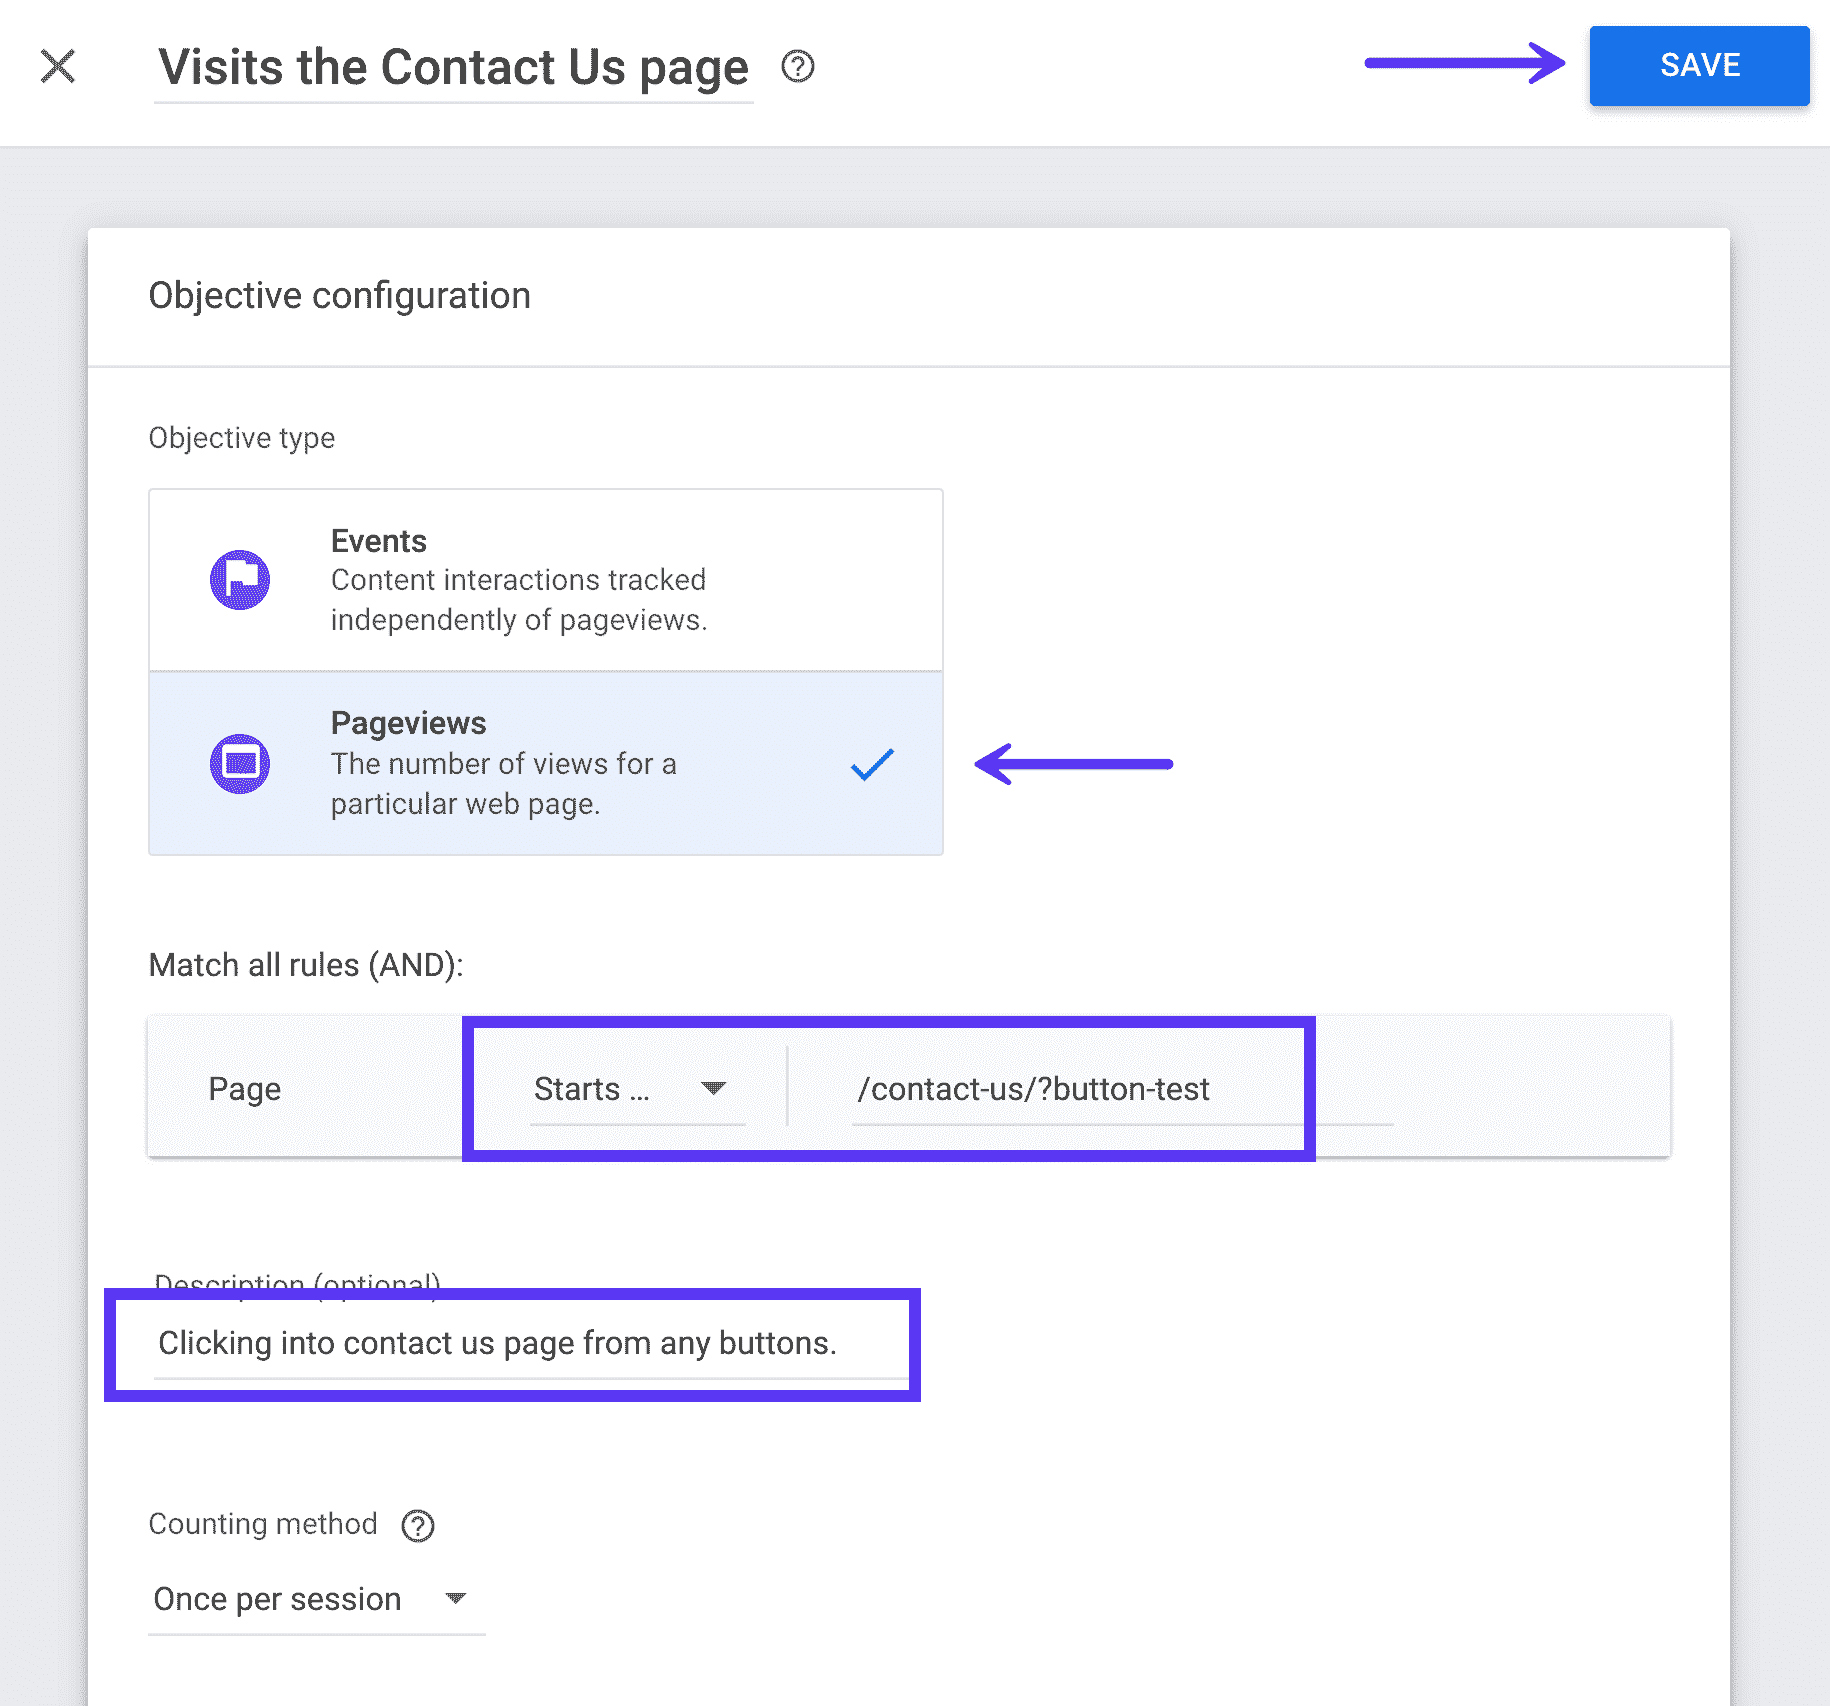 Visits the Contact Us page
SAVE
Objective configuration
Objective type
Events
Content interactions tracked
independently of pageviews.
Pageviews
The number of views for a
particular web page.
Match all rules (AND):
Page Starts ... /contact-us/?button-test
Description (optional)
Clicking into contact us page from any buttons.
Counting method
Once per session